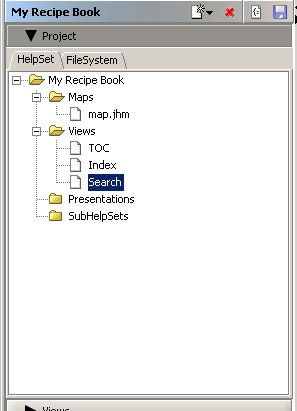 My Recipe Book
Project
HelpSet FileSystem
My Recipe Book
Maps
map.jhm
Views
TOC
Index
Search
Presentations
SubHelpSets
Views